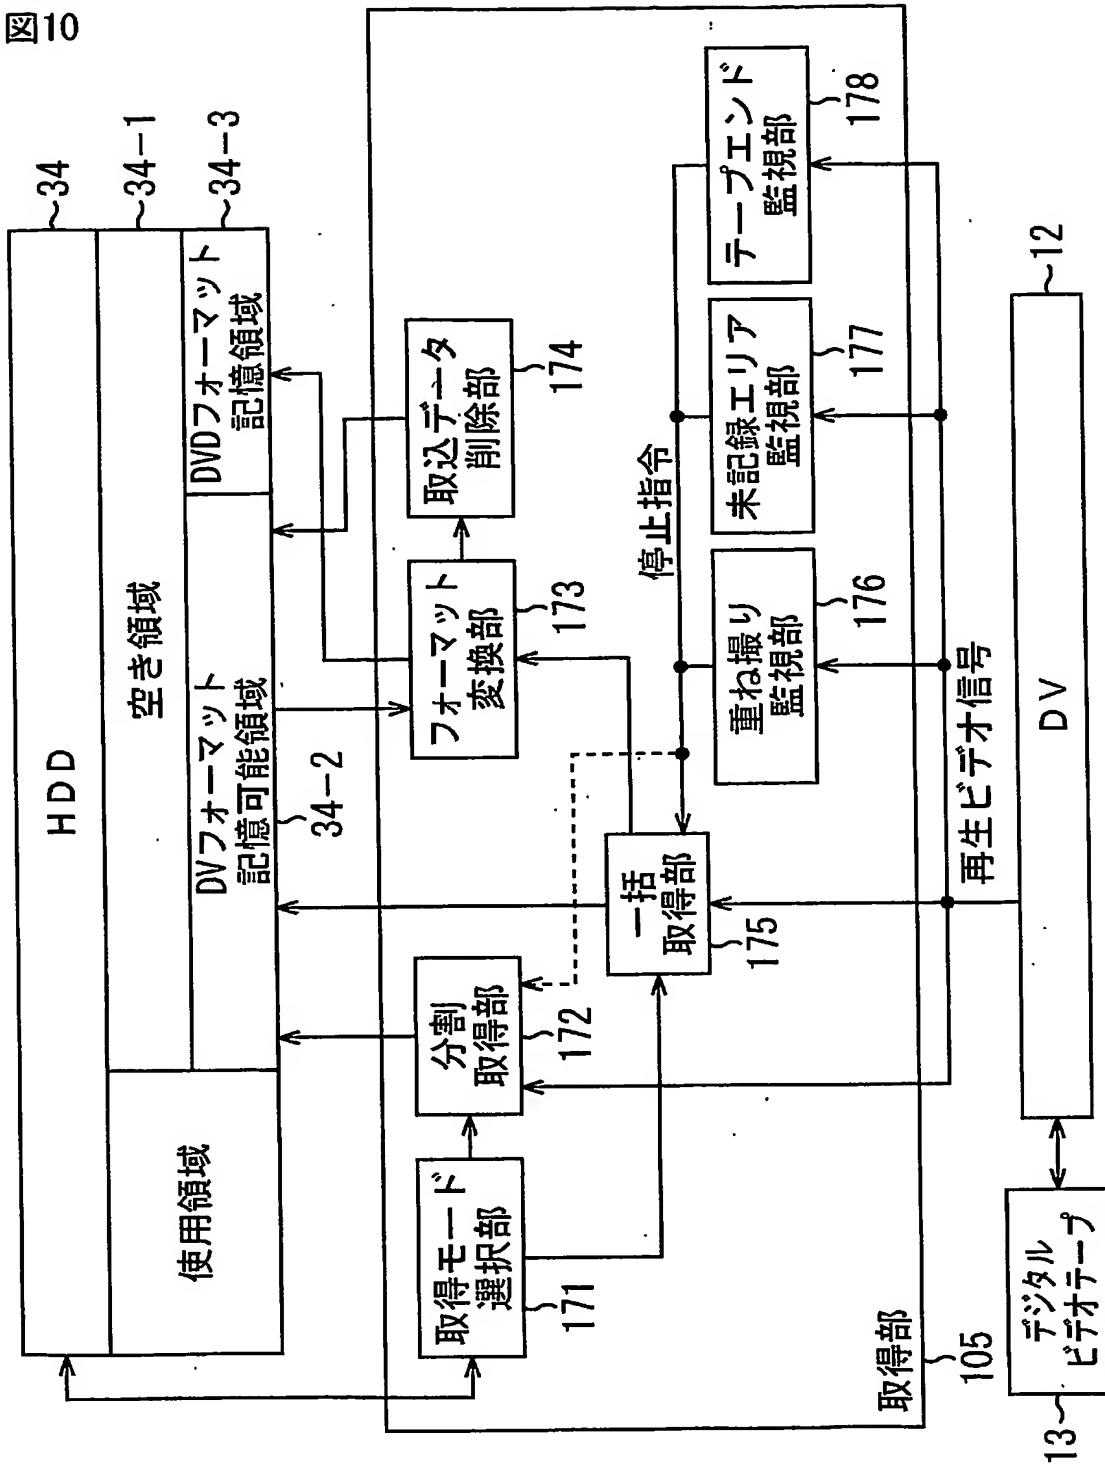 図10
HDD
34
空き領域
34-1
使用領域
DVフォーマット
記憶可能領域
34-2
DVDフォーマット
記憶領域
34-3
取得モード
選択部
171
分割
取得部
172
フォーマット
変換部
173
取込データ
削除部
174
一括
取得部
175
停止指令
重ね撮り
監視部
176
未記録エリア
監視部
177
テープエンド
監視部
178
取得部
105
再生ビデオ信号
デジタル
ビデオテープ
13
DV
12